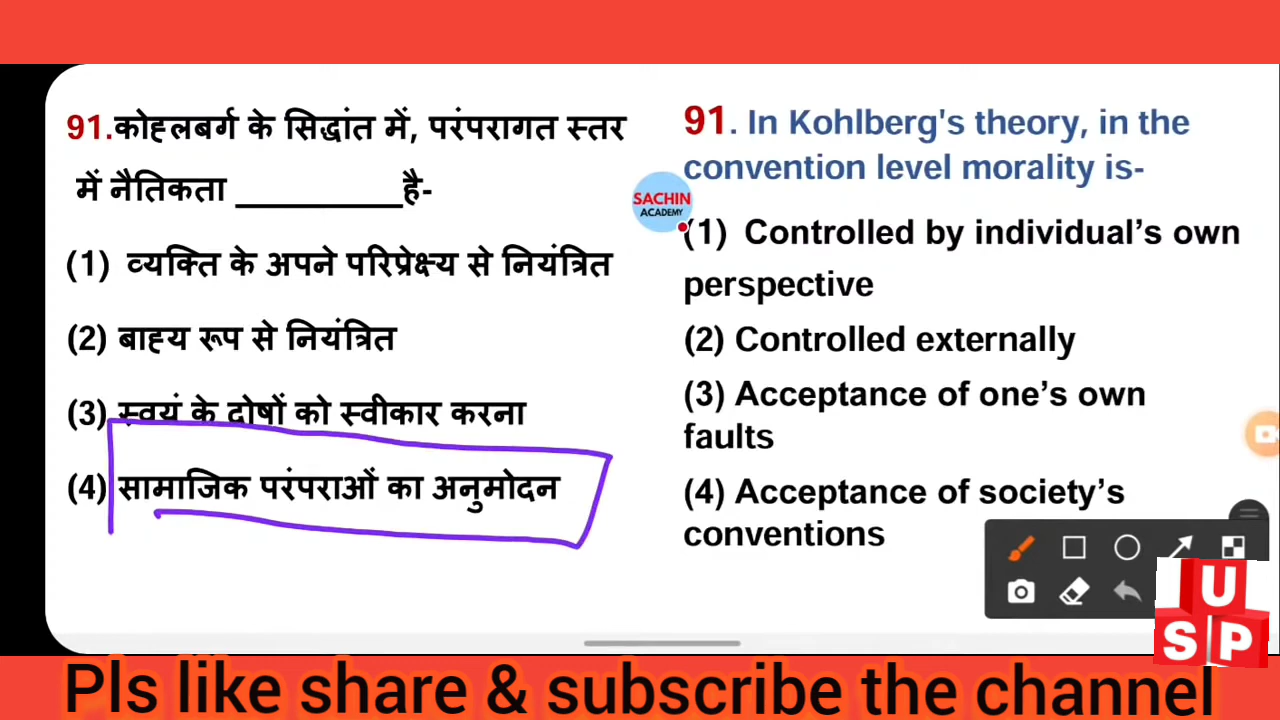 91.कोह्लबर्ग के सिद्धांत में, परंपरागत स्तर
में नैतिकता __________है-
(1) व्यक्ति के अपने परिप्रेक्ष्य से नियंत्रित
(2) बाह्य रूप से नियंत्रित
(3) स्वयं के दोषों को स्वीकार करना
(4) सामाजिक परंपराओं का अनुमोदन
91. In Kohlberg's theory, in the
convention level morality is-
SACHIN
ACADEMY
(1) Controlled by individual’s own
perspective
(2) Controlled externally
(3) Acceptance of one’s own
faults
(4) Acceptance of society’s
conventions
U
S P
Pls like share & subscribe the channel